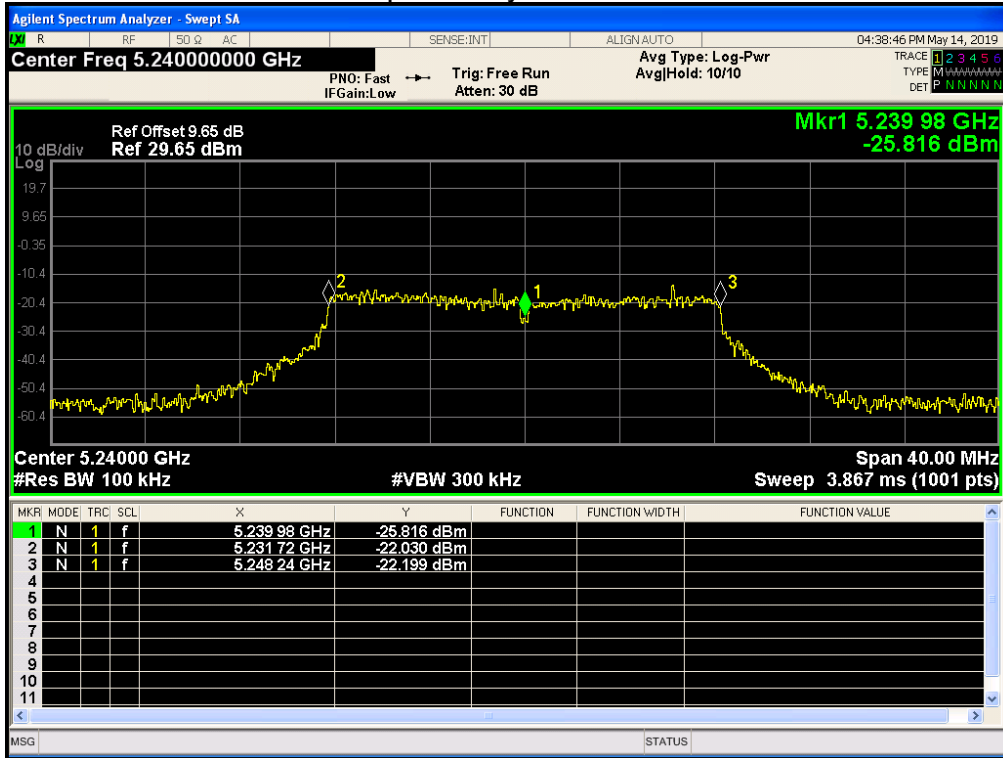 Agilent Spectrum Analyzer - Swept SA
LXI R RF 50 Ω AC SENSE:INT ALIGN AUTO 04:38:46 PM May 14, 2019
Center Freq 5.240000000 GHz Avg Type: Log-Pwr TRACE 1 2 3 4 5 6
PNO: Fast Trig: Free Run Avg|Hold: 10/10 TYPE M
IFGain:Low Atten: 30 dB DET P N N N N N
Ref Offset 9.65 dB Mkr1 5.239 98 GHz
10 dB/div Ref 29.65 dBm -25.816 dBm
Log
19.7
9.65
-0.35
-10.4
2 1 3
-20.4
-30.4
-40.4
-50.4
-60.4
Center 5.24000 GHz Span 40.00 MHz
#Res BW 100 kHz #VBW 300 kHz Sweep 3.867 ms (1001 pts)
MKR MODE TRC SCL X Y FUNCTION FUNCTION WIDTH FUNCTION VALUE
1 N 1 f 5.239 98 GHz -25.816 dBm
2 N 1 f 5.231 72 GHz -22.030 dBm
3 N 1 f 5.248 24 GHz -22.199 dBm
4
5
6
7
8
9
10
11
MSG STATUS